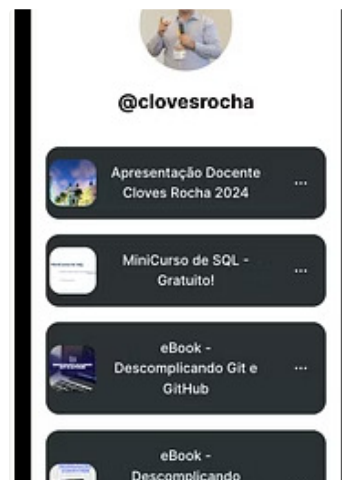 @clovesrocha
Apresentação Docente
Cloves Rocha 2024
...
MiniCurso de SQL -
Gratuito!
...
eBook -
Descomplicando Git e
GitHub
...
eBook -
Descomplicando